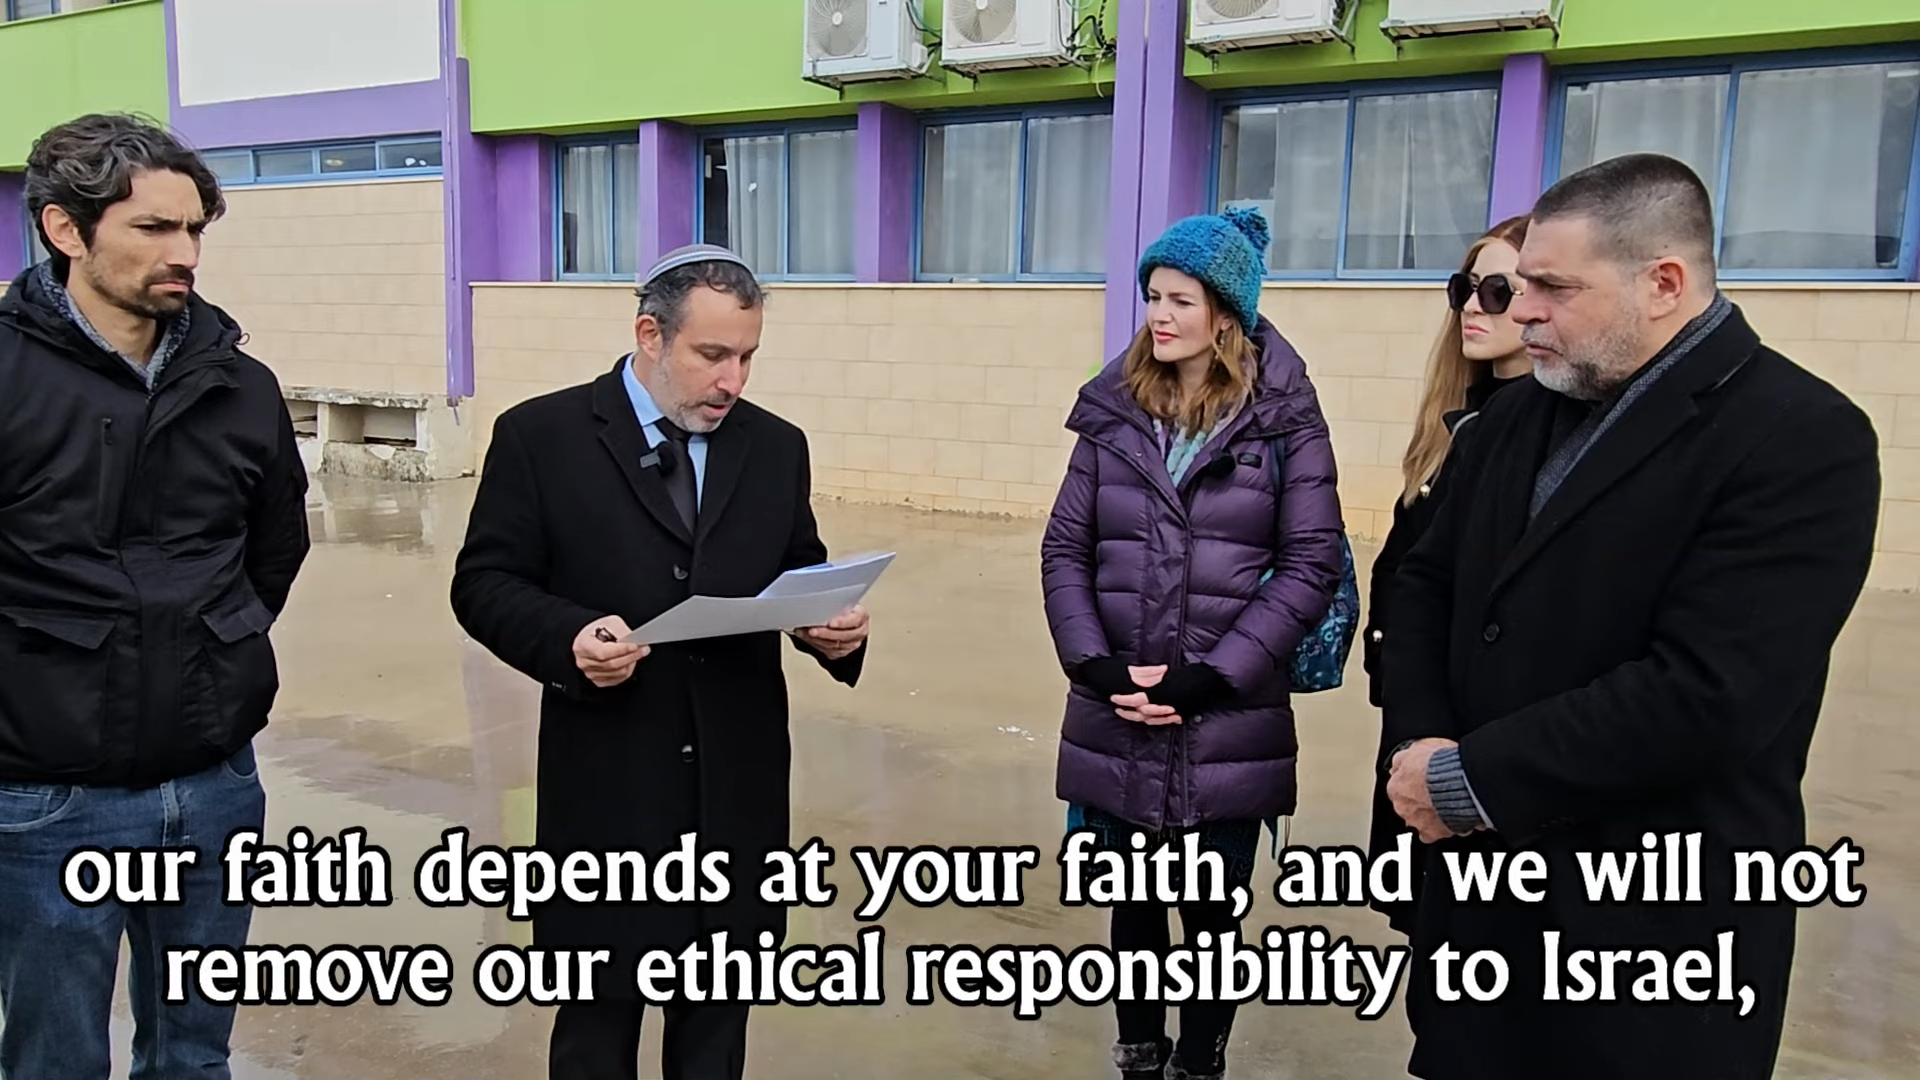 our faith depends at your faith, and we will not
remove our ethical responsibility to Israel,